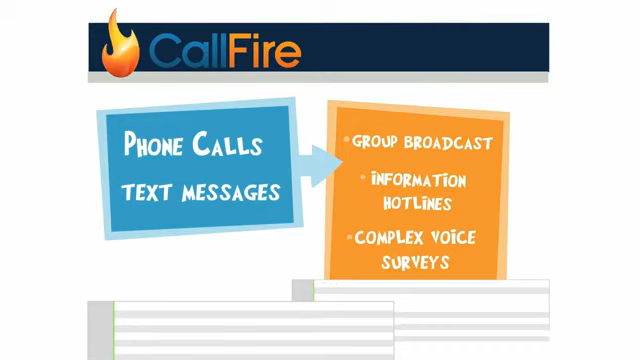 CallFire
Phone Calls
text messages
• Group Broadcast
• Information
Hotlines
• Complex Voice
Surveys